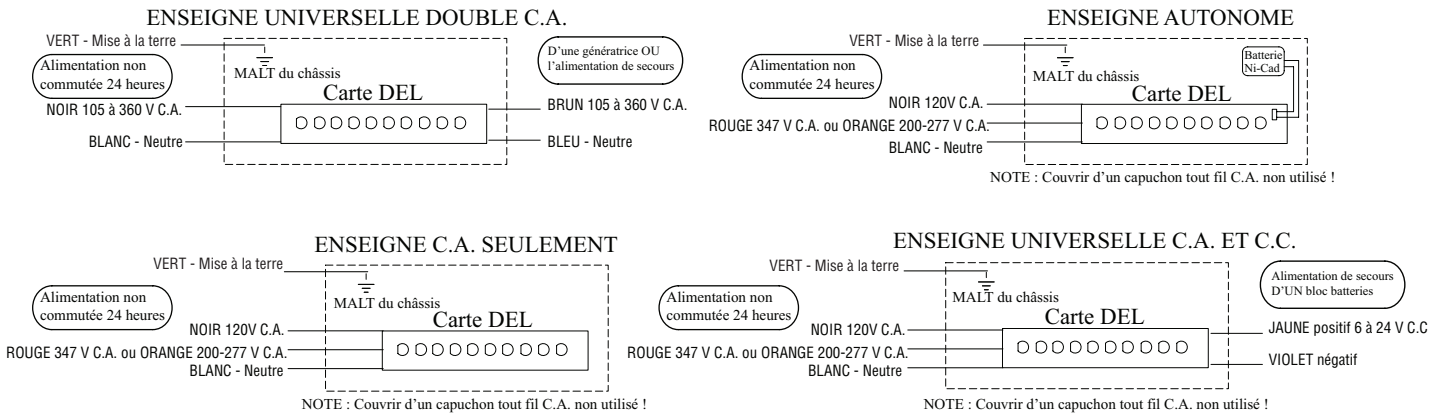 ENSEIGNE UNIVERSELLE DOUBLE C.A.
VERT - Mise à la terre
Alimentation non
commutée 24 heures
MALT du châssis
D'une génératrice OU
l'alimentation de secours
Carte DEL
NOIR 105 à 360 V C.A.
BRUN 105 à 360 V C.A.
BLANC - Neutre
BLEU - Neutre
ENSEIGNE AUTONOME
VERT - Mise à la terre
Alimentation non
commutée 24 heures
MALT du châssis
Batterie
Ni-Cad
Carte DEL
NOIR 120V C.A.
ROUGE 347 V C.A. ou ORANGE 200-277 V C.A.
BLANC - Neutre
NOTE : Couvrir d'un capuchon tout fil C.A. non utilisé !
ENSEIGNE C.A. SEULEMENT
VERT - Mise à la terre
Alimentation non
commutée 24 heures
MALT du châssis
Carte DEL
NOIR 120V C.A.
ROUGE 347 V C.A. ou ORANGE 200-277 V C.A.
BLANC - Neutre
NOTE : Couvrir d'un capuchon tout fil C.A. non utilisé !
ENSEIGNE UNIVERSELLE C.A. ET C.C.
VERT - Mise à la terre
Alimentation non
commutée 24 heures
MALT du châssis
Alimentation de secours
D'UN bloc batteries
Carte DEL
NOIR 120V C.A.
JAUNE positif 6 à 24 V C.C
ROUGE 347 V C.A. ou ORANGE 200-277 V C.A.
VIOLET négatif
BLANC - Neutre
NOTE : Couvrir d'un capuchon tout fil C.A. non utilisé !